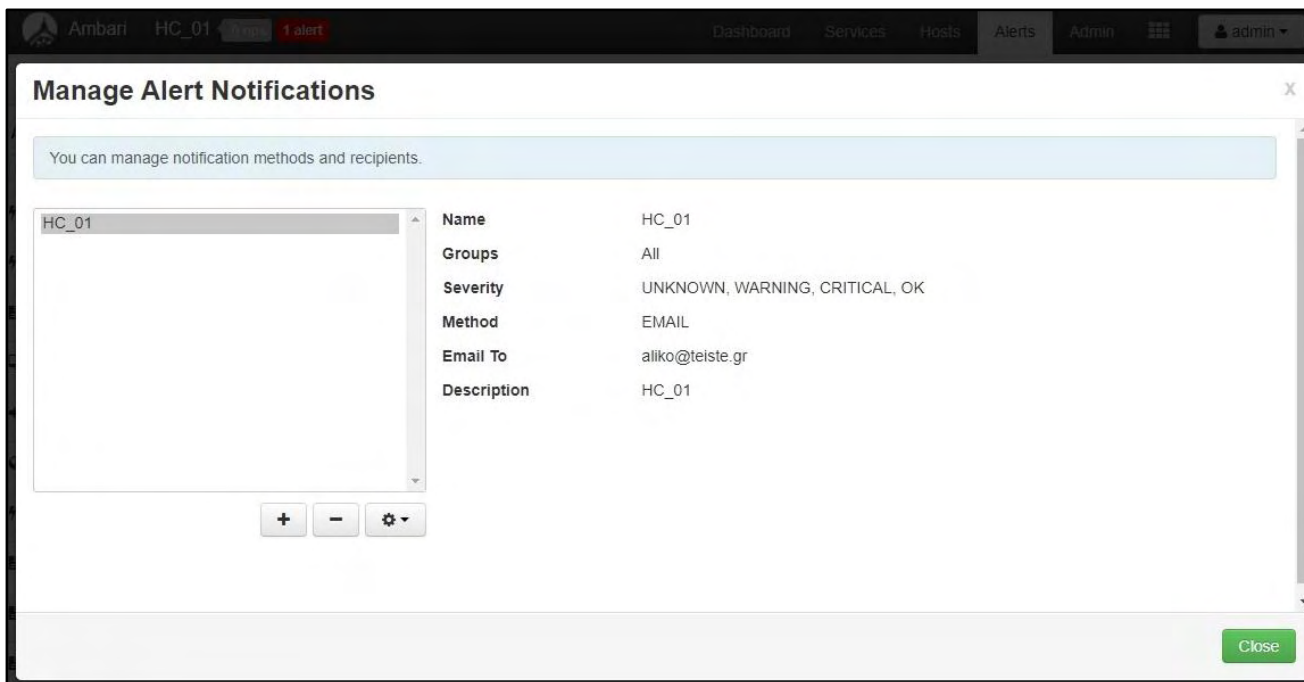 Ambari HC_01 0 ops 1 alert Dashboard Services Hosts Alerts Admin admin
Manage Alert Notifications X
You can manage notification methods and recipients.
HC_01
Name HC_01
Groups All
Severity UNKNOWN, WARNING, CRITICAL, OK
Method EMAIL
Email To aliko@teiste.gr
Description HC_01
Close